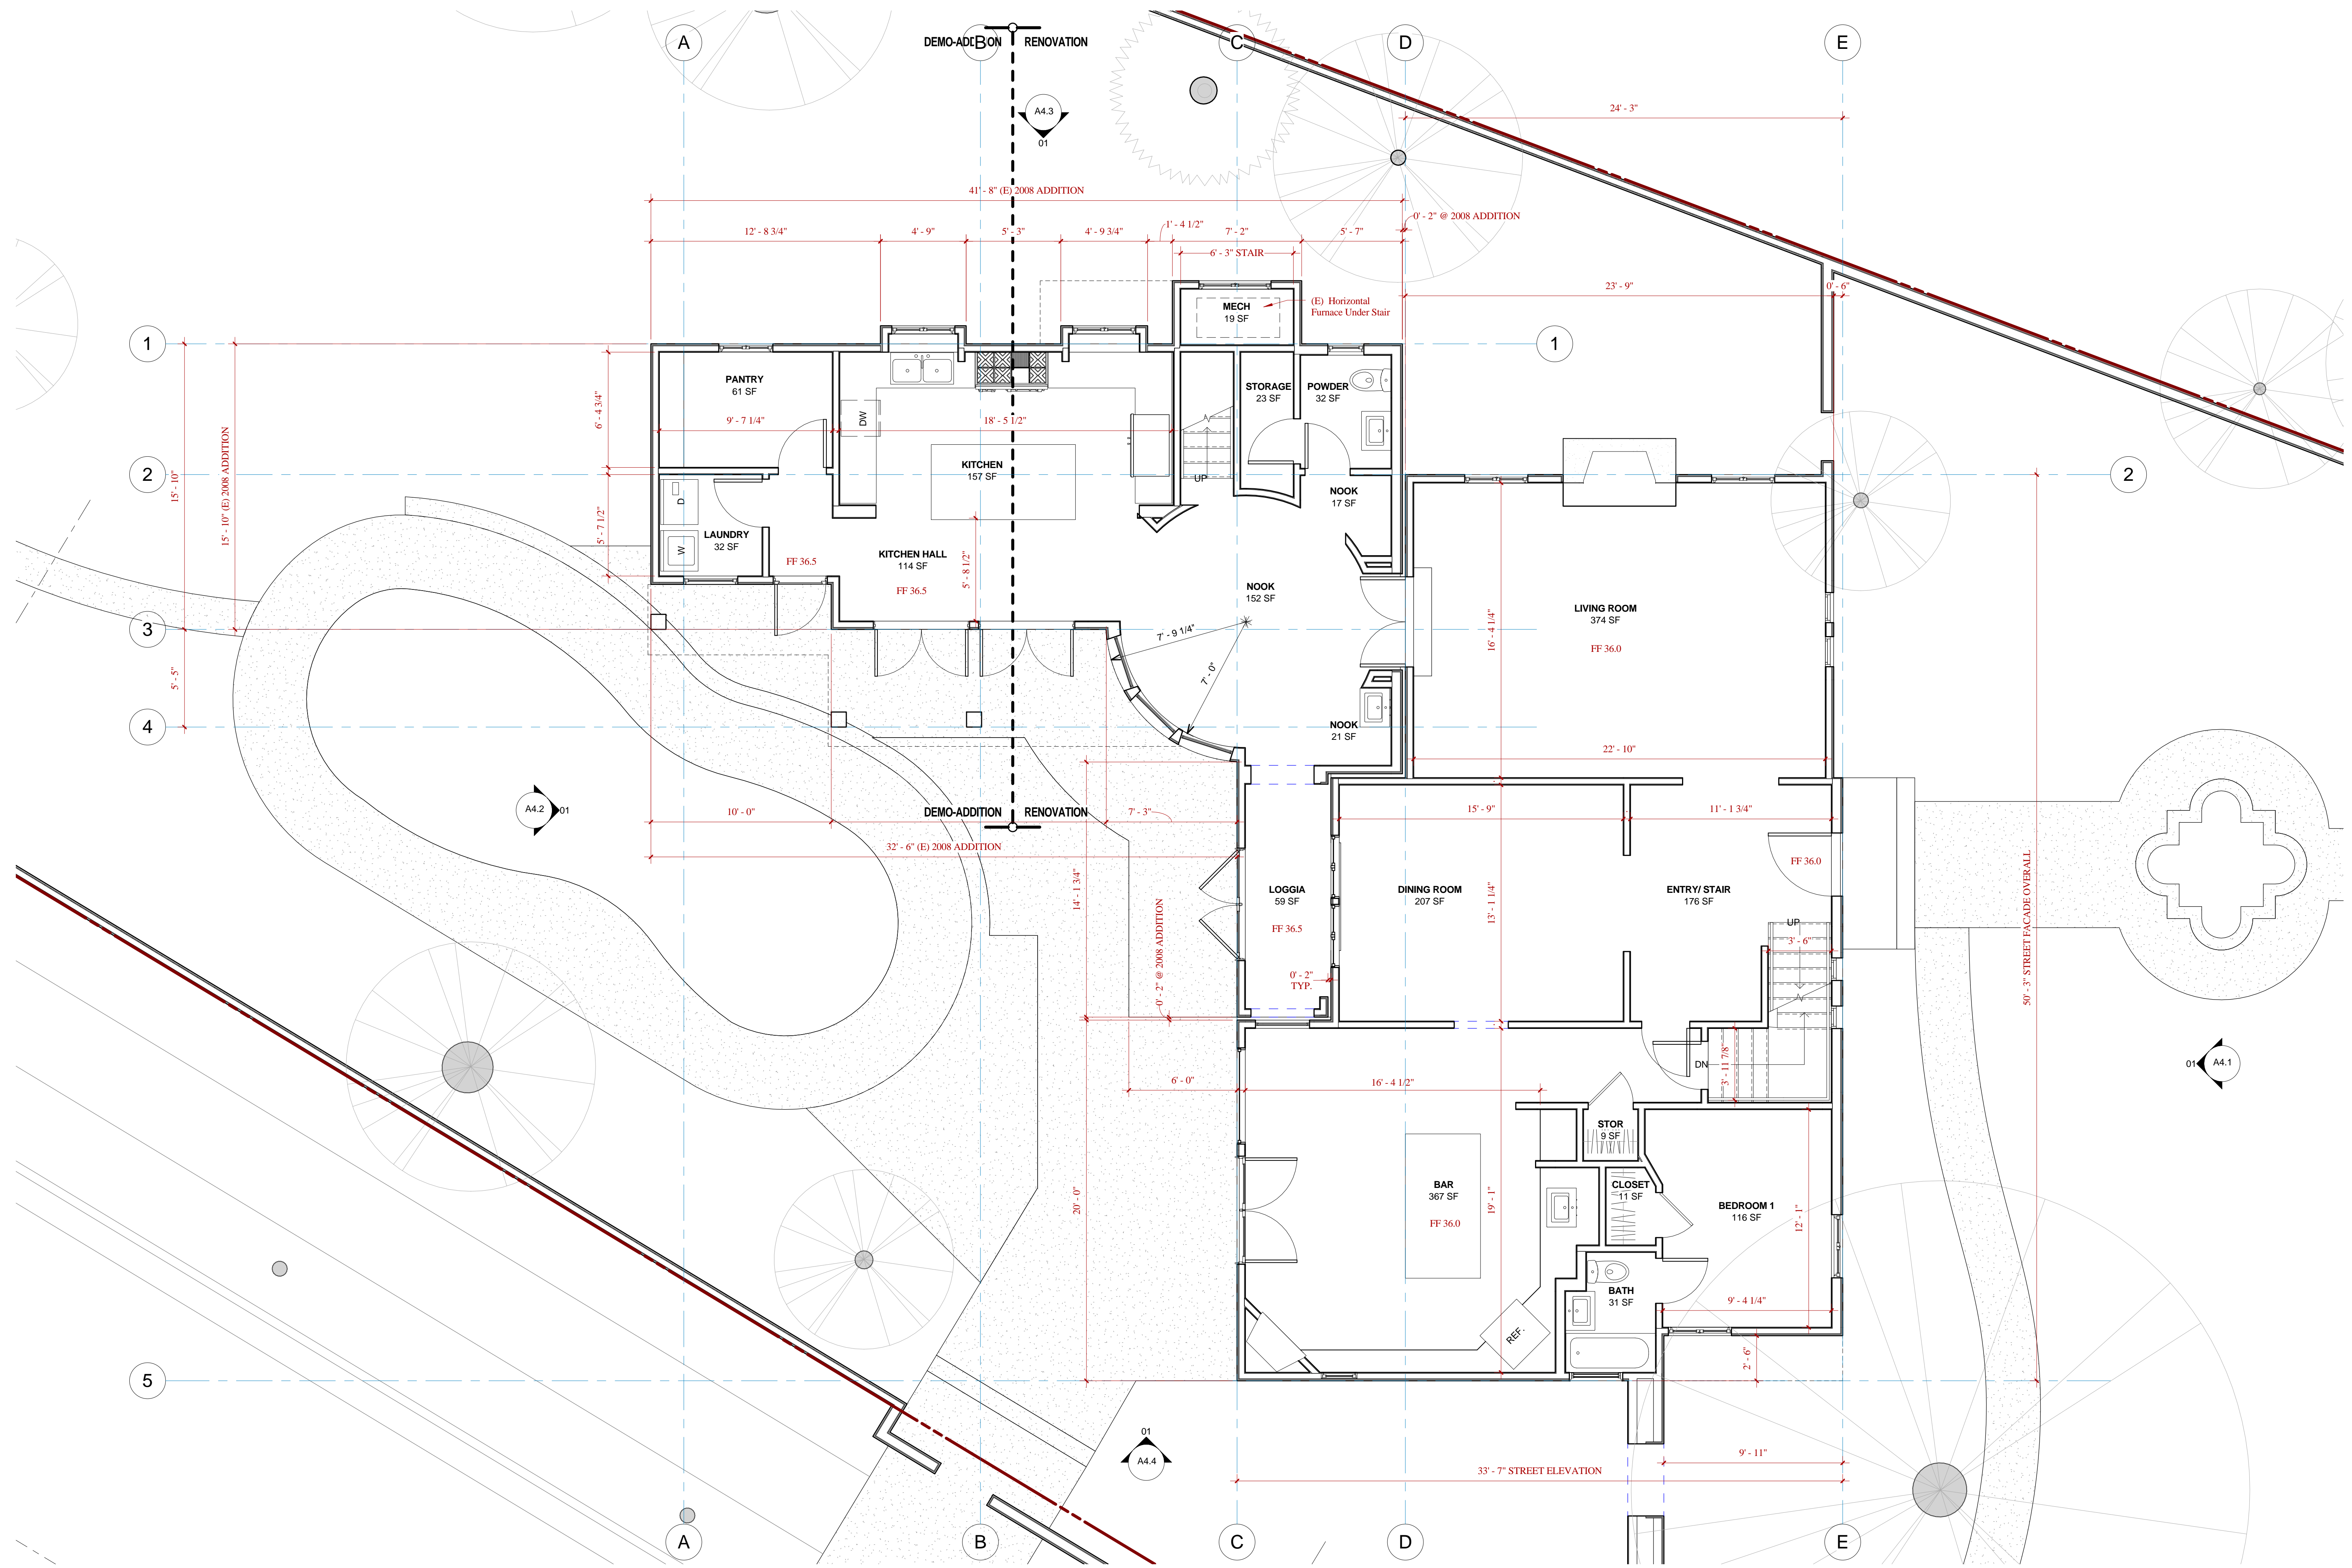 A
DEMO-ADD
B
ON
RENOVATION
C
D
E
24' - 3"
A4.3
01
41' - 8" (E) 2008 ADDITION
0' - 2" @ 2008 ADDITION
12' - 8 3/4"
4' - 9"
5' - 3"
4' - 9 3/4"
1' - 4 1/2"
7' - 2"
5' - 7"
6' - 3" STAIR
23' - 9"
0' - 6"
MECH
19 SF
(E) Horizontal
Furnace Under Stair
1
1
PANTRY
61 SF
STORAGE
23 SF
POWDER
32 SF
6' - 4 3/4"
9' - 7 1/4"
DW
18' - 5 1/2"
15' - 10"
15' - 10" (E) 2008 ADDITION
2
KITCHEN
157 SF
UP
NOOK
17 SF
2
D
5' - 7 1/2"
LAUNDRY
32 SF
W
FF 36.5
KITCHEN HALL
114 SF
FF 36.5
5' - 8 1/2"
NOOK
152 SF
LIVING ROOM
374 SF
FF 36.0
16' - 4 1/4"
3
7' - 9 1/4"
7' - 0"
5' - 5"
4
NOOK
21 SF
22' - 10"
A4.2
01
10' - 0"
DEMO-ADDITION
RENOVATION
7' - 3"
15' - 9"
11' - 1 3/4"
32' - 6" (E) 2008 ADDITION
FF 36.0
14' - 1 3/4"
LOGGIA
59 SF
FF 36.5
DINING ROOM
207 SF
13' - 1 1/4"
ENTRY/ STAIR
176 SF
UP
3' - 6"
50' - 3" STREET FACADE OVERALL
0' - 2" @ 2008 ADDITION
0' - 2"
TYP.
DN
3' - 11 7/8"
01
A4.1
6' - 0"
16' - 4 1/2"
STOR
9 SF
20' - 0"
BAR
367 SF
FF 36.0
19' - 1"
CLOSET
11 SF
BEDROOM 1
116 SF
12' - 1"
BATH
31 SF
9' - 4 1/4"
REF.
2' - 6"
5
01
A4.4
9' - 11"
33' - 7" STREET ELEVATION
A
B
C
D
E